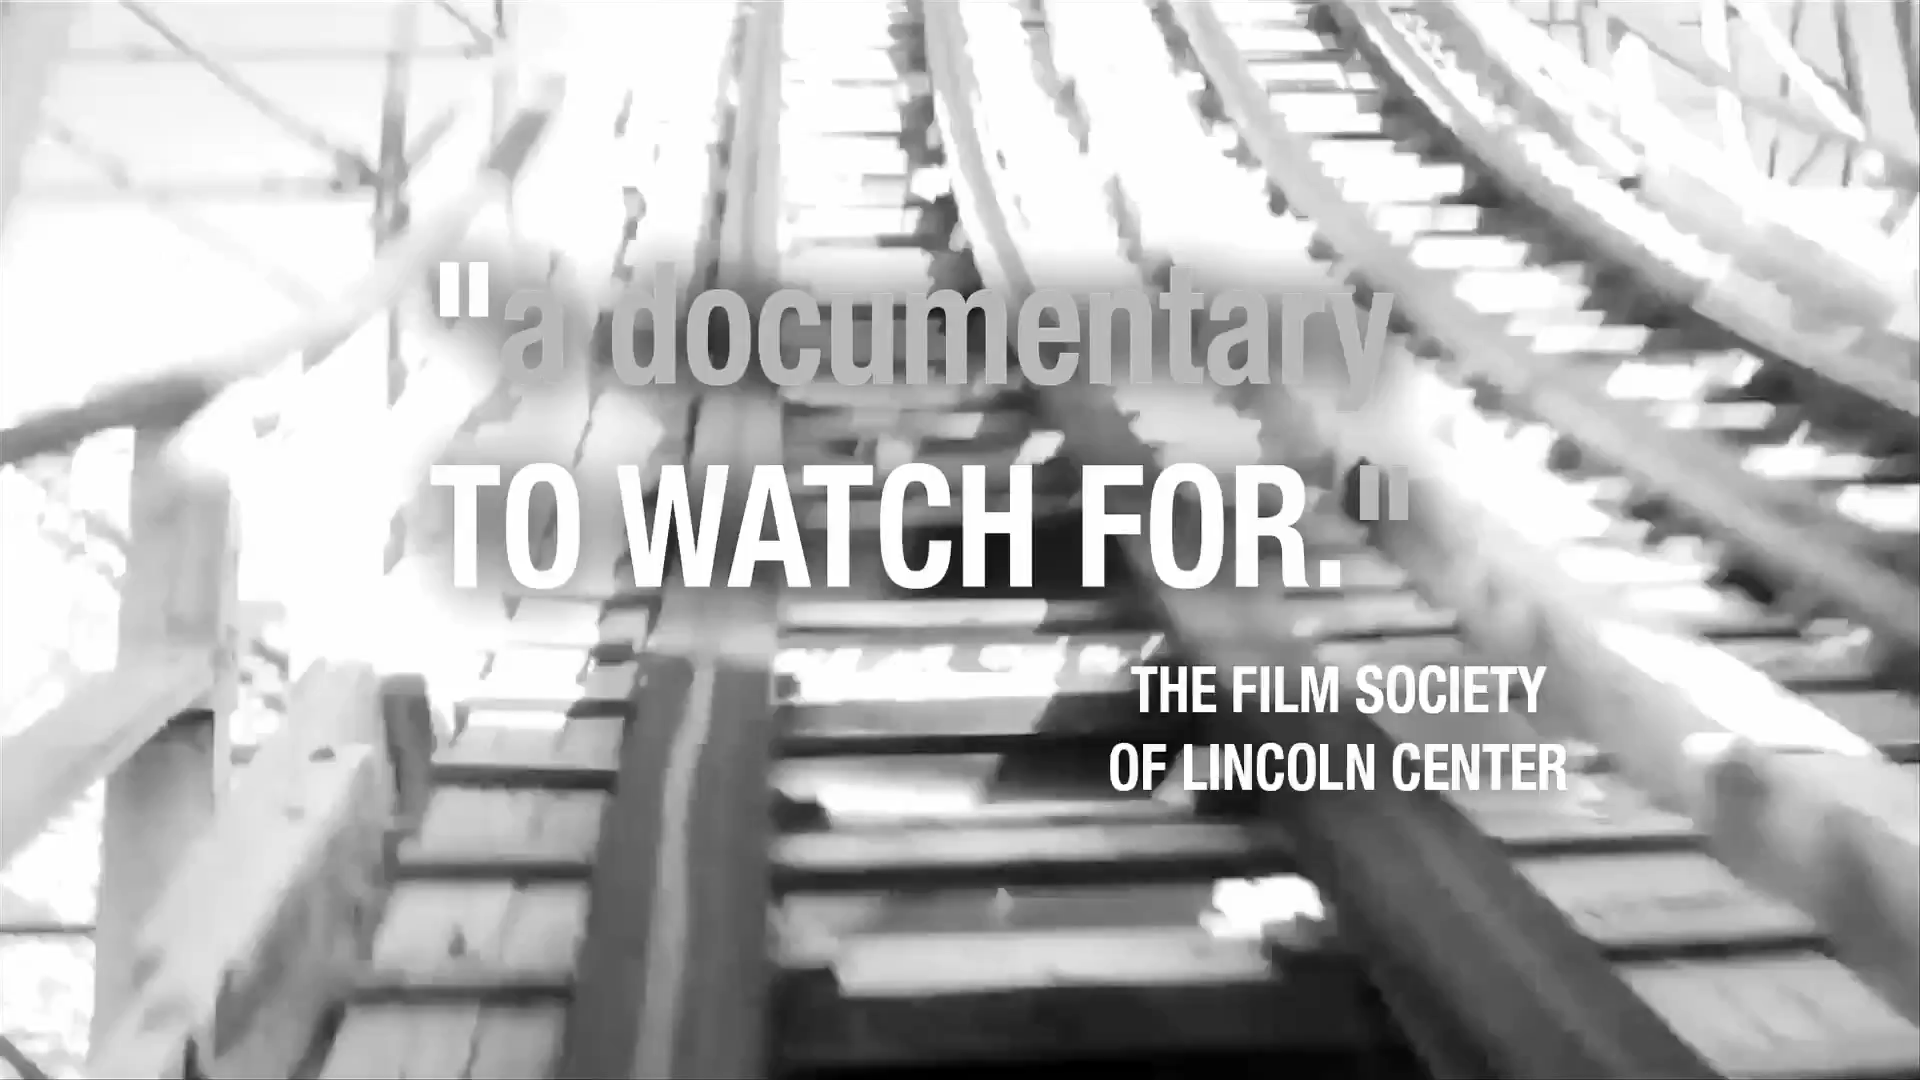 "a documentary
TO WATCH FOR."
THE FILM SOCIETY
OF LINCOLN CENTER